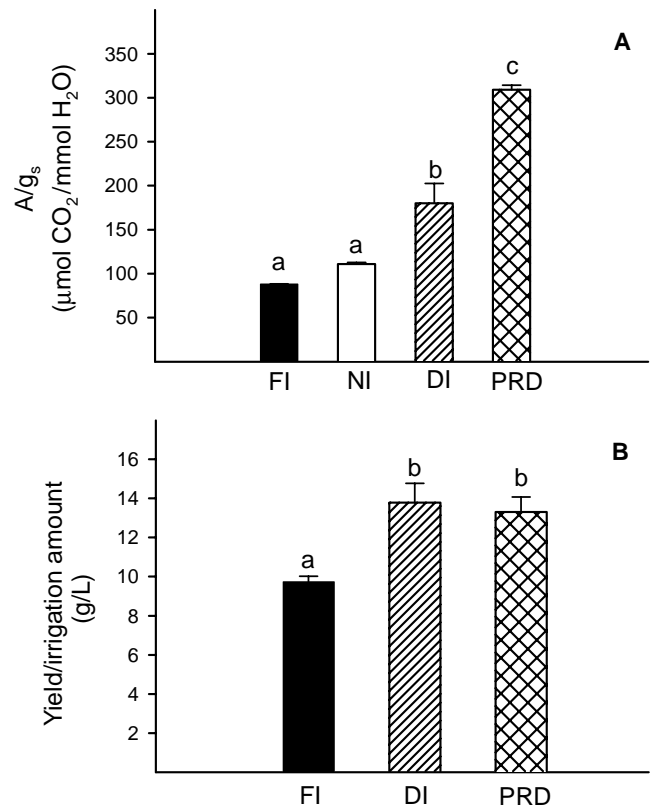 A
350
300
250
200
150
100
50
A/gₛ
(μmol CO₂/mmol H₂O)
a
a
b
c
FI NI DI PRD
B
16
14
12
10
8
6
4
2
Yield/irrigation amount
(g/L)
a
b
b
FI DI PRD